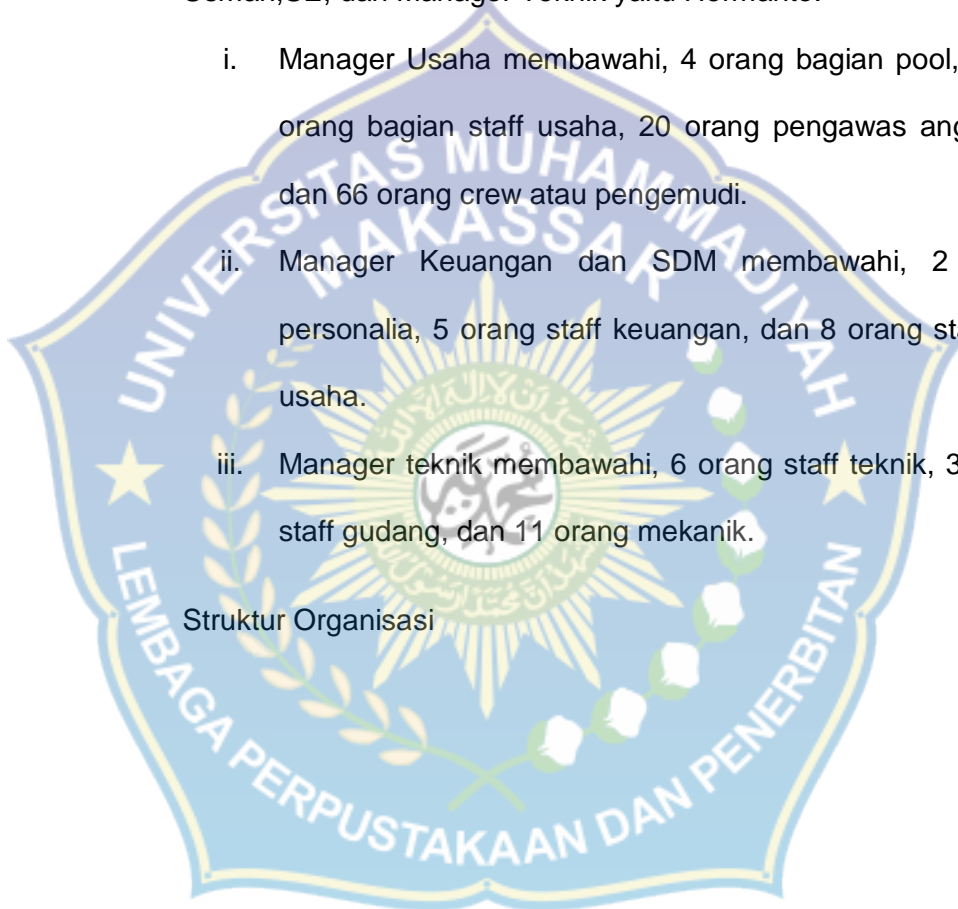 i. Manager Usaha membawahi, 4 orang bagian pool,
orang bagian staff usaha, 20 orang pengawas
dan 66 orang crew atau pengemudi.
ii. Manager Keuangan dan SDM membawahi, 2
personalia, 5 orang staff keuangan, dan 8 orang
usaha.
iii. Manager teknik membawahi, 6 orang staff teknik, 3
staff gudang, dan 11 orang mekanik.
Struktur Organisasi
UNIVERSITAS MUHAMMADIYAH
MAKASSAR
LEMBAGA PERPUSTAKAAN DAN PENERBITAN